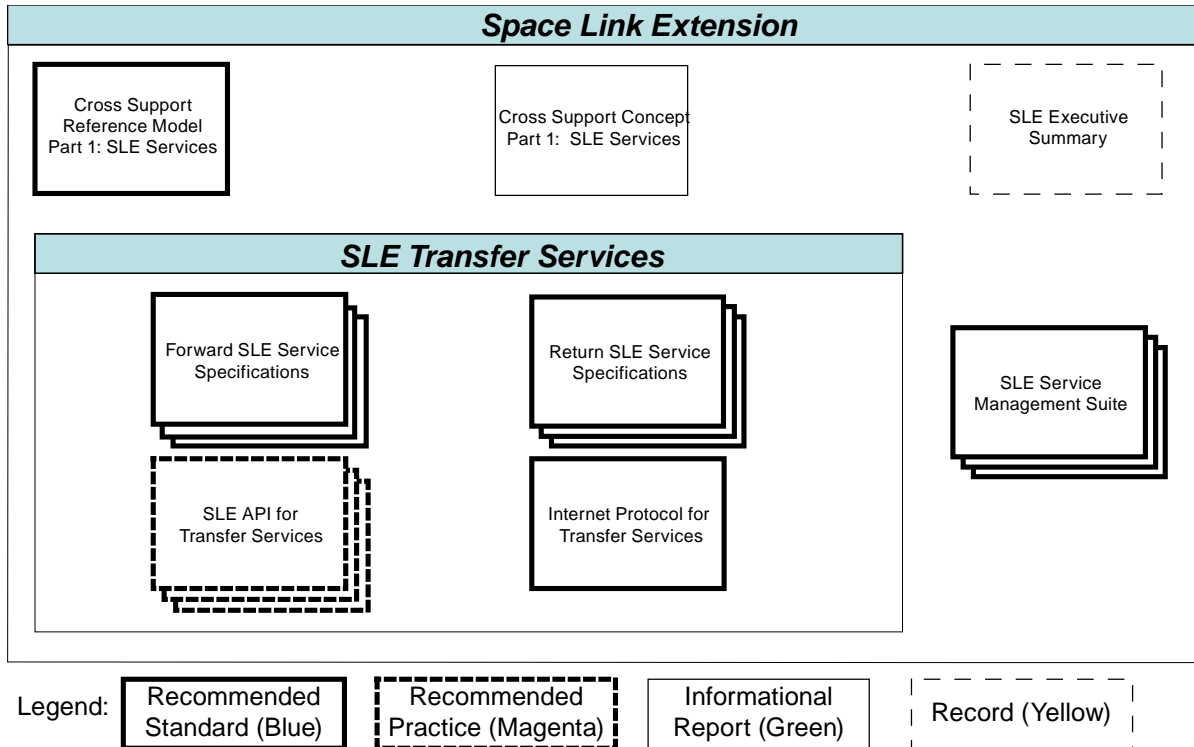 Space Link Extension
Cross Support
Reference Model
Part 1: SLE Services
Cross Support Concept
Part 1: SLE Services
SLE Executive
Summary
SLE Transfer Services
Forward SLE Service
Specifications
Return SLE Service
Specifications
SLE Service
Management Suite
SLE API for
Transfer Services
Internet Protocol for
Transfer Services
Legend:
Recommended
Standard (Blue)
Recommended
Practice (Magenta)
Informational
Report (Green)
Record (Yellow)